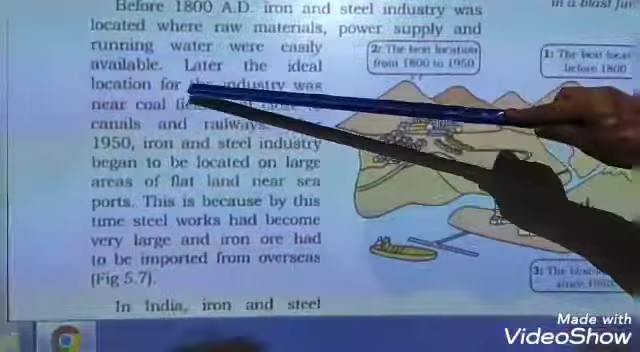 in a blast fur
Before 1800 A.D. iron and steel industry was
located where raw materials, power supply and
running water were easily
available. Later the ideal
location for the industry was
near coal
canals and railways.
1950, iron and steel industry
began to be located on large
areas of flat land near sea
ports. This is because by this
time steel works had become
very large and iron ore had
to be imported from overseas
(Fig 5.7).
In India, iron and steel
2: The best location
from 1800 to 1950
1: The best
before 1800
3: The
since 1950
Made with
VideoShow